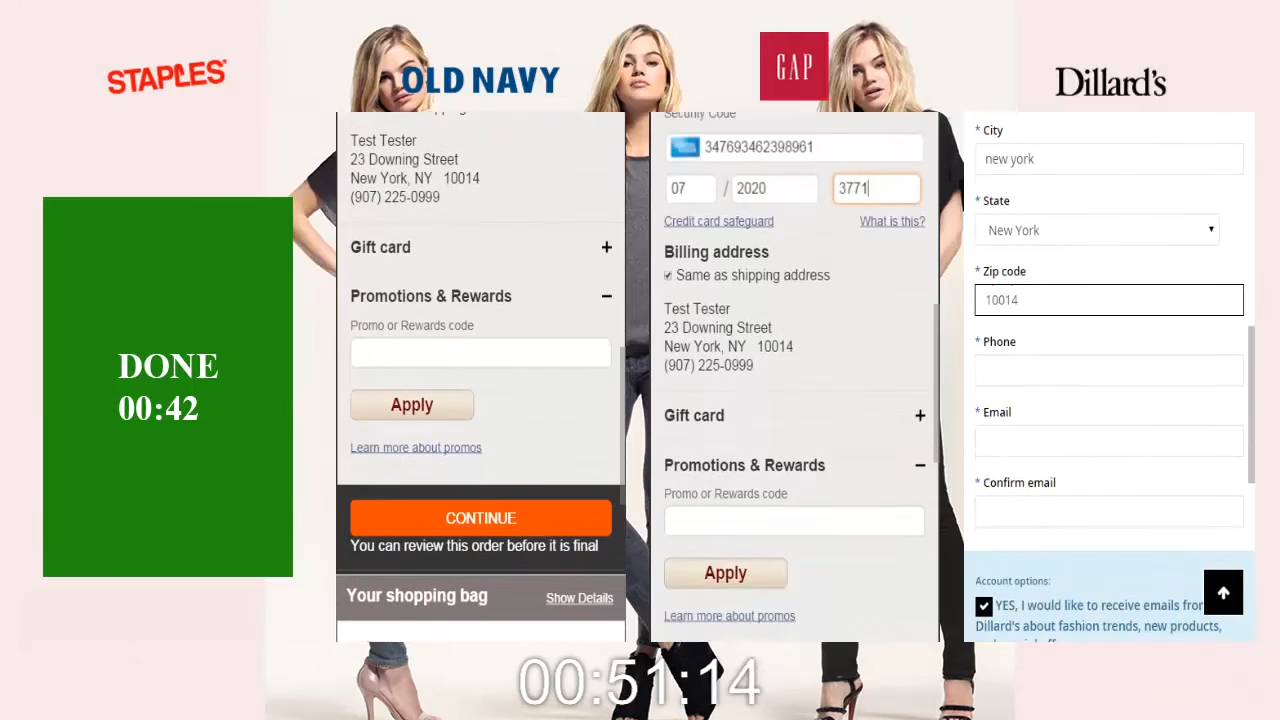 STAPLES
OLD NAVY
GAP
Dillard's
DONE
00:42
Test Tester
23 Downing Street
New York, NY 10014
(907) 225-0999
Gift card +
Promotions & Rewards –
Promo or Rewards code
Apply
Learn more about promos
CONTINUE
You can review this order before it is final
Your shopping bag Show Details
Security Code
347693462398961
07 / 2020 3771
Credit card safeguard What is this?
Billing address
Same as shipping address
Test Tester
23 Downing Street
New York, NY 10014
(907) 225-0999
Gift card +
Promotions & Rewards –
Promo or Rewards code
Apply
Learn more about promos
* City
new york
* State
New York
* Zip code
10014
* Phone
* Email
* Confirm email
Account options:
YES, I would like to receive emails from
Dillard's about fashion trends, new products,
00:51:14